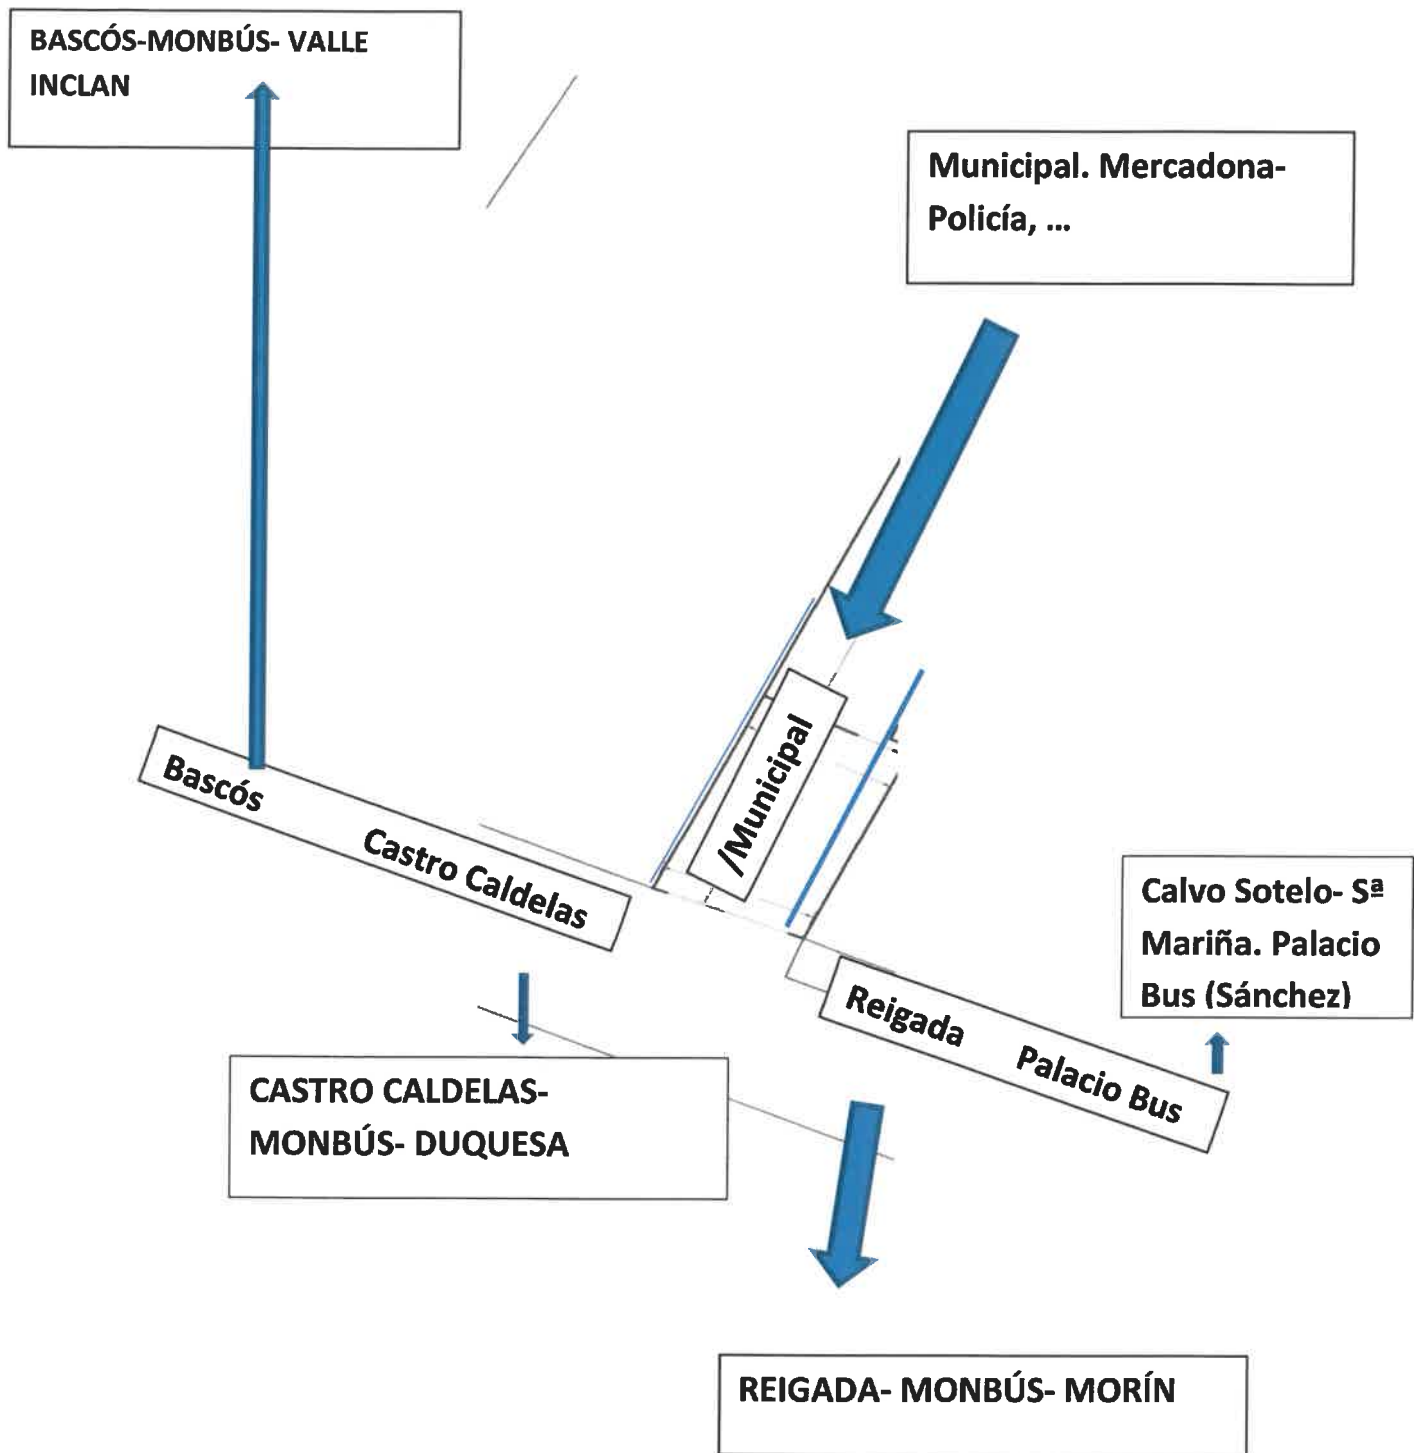 BASCÓS-MONBÚS- VALLE
INCLAN
Municipal. Mercadona-
Policía, ...
/Municipal
Bascós Castro Caldelas
Calvo Sotelo- Sª
Mariña. Palacio
Bus (Sánchez)
Reigada Palacio Bus
CASTRO CALDELAS-
MONBÚS- DUQUESA
REIGADA- MONBÚS- MORÍN